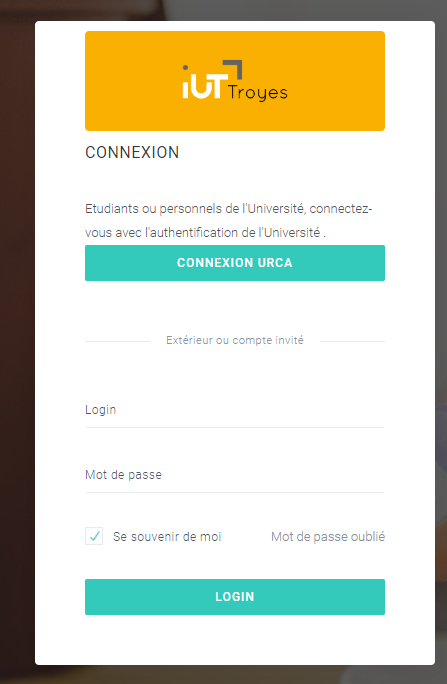 iUT
Troyes
CONNEXION
Etudiants ou personnels de l'Université, connectez-
vous avec l'authentification de l'Université .
CONNEXION URCA
Extérieur ou compte invité
Login
Mot de passe
Se souvenir de moi
Mot de passe oublié
LOGIN